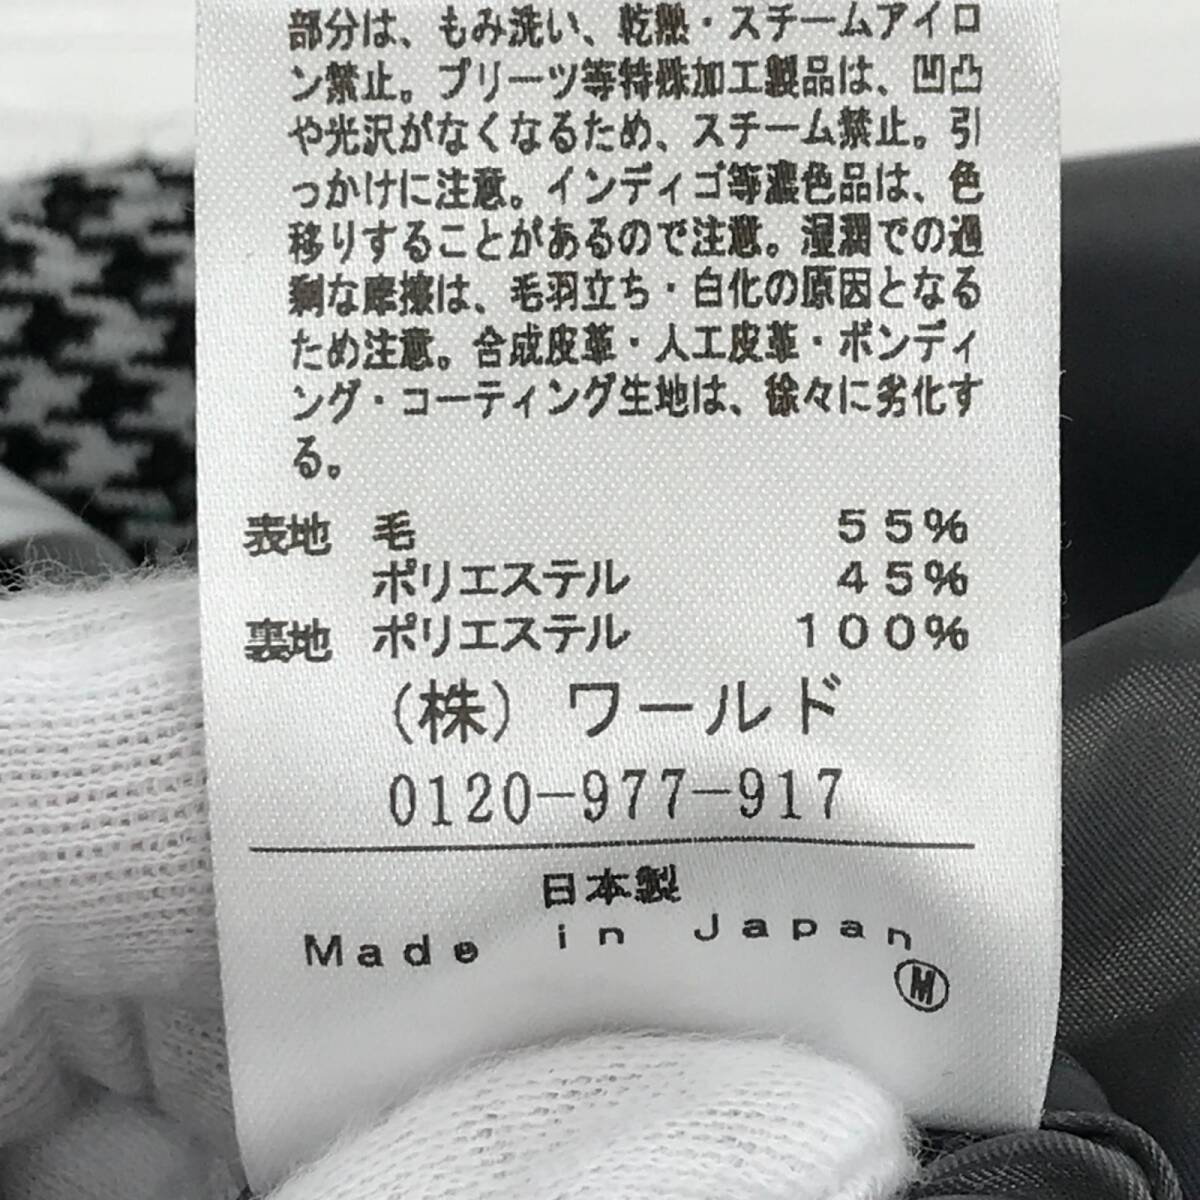 部分は、もみ洗い、乾熱・スチームアイロ
ン禁止。プリーツ等特殊加工製品は、凹凸
や光沢がなくなるため、スチーム禁止。引
っかけに注意。インディゴ等濃色品は、色
移りすることがあるので注意。湿潤での過
剰な摩擦は、毛羽立ち・白化の原因となる
ため注意。合成皮革・人工皮革・ボンディ
ング・コーティング生地は、徐々に劣化す
る。
表地 毛 55%
ポリエステル 45%
裏地 ポリエステル 100%
(株) ワールド
0120-977-917
日本製
Made in Japan
M